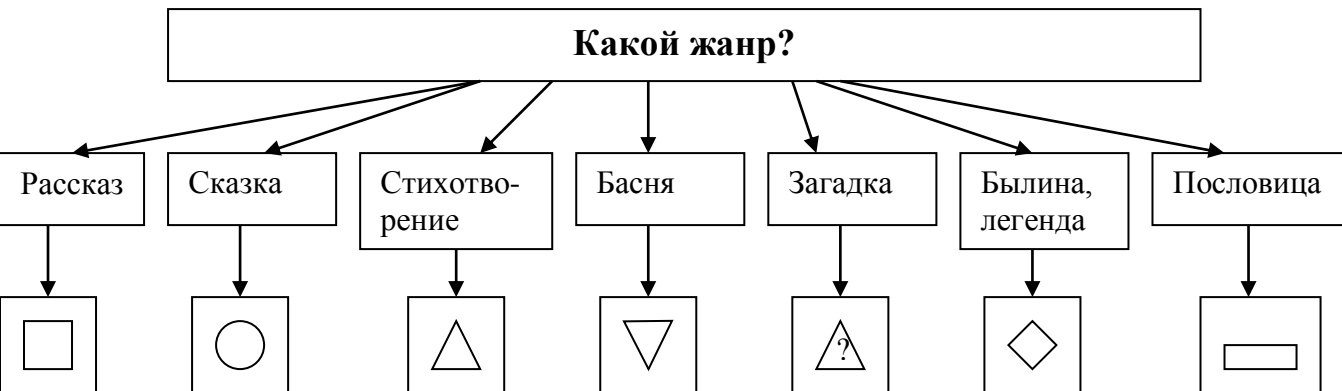 Какой жанр?
Рассказ
Сказка
Стихотво-
рение
Басня
Загадка
Былина,
легенда
Пословица
?